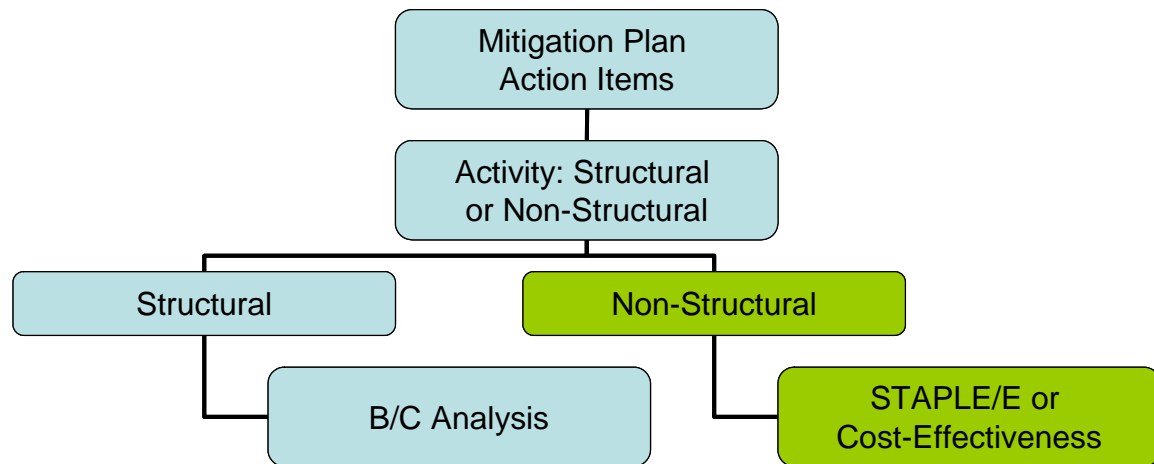 Mitigation Plan
Action Items
Activity: Structural
or Non-Structural
Structural
Non-Structural
B/C Analysis
STAPLE/E or
Cost-Effectiveness